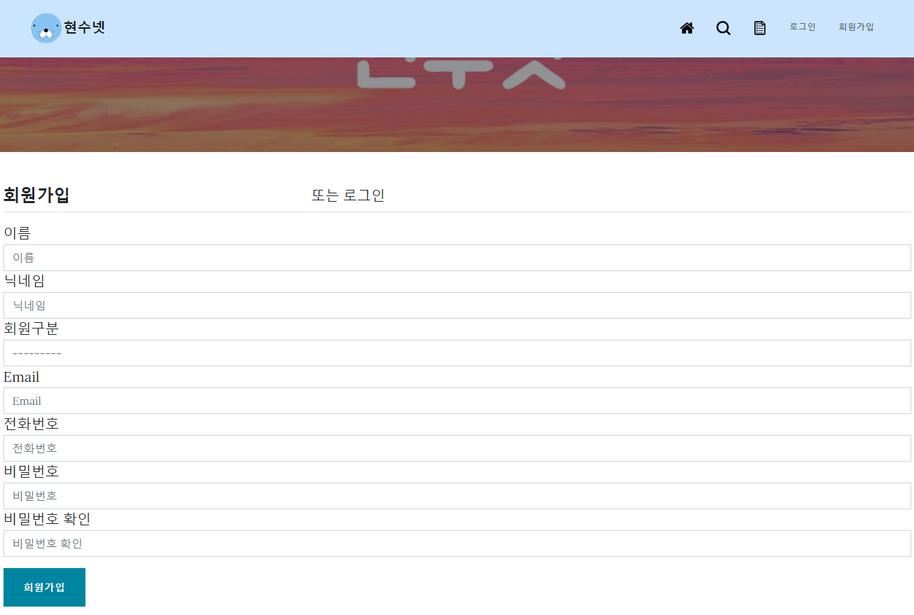 현수넷
로그인
회원가입
회원가입
또는 로그인
이름
이름
닉네임
닉네임
회원구분
---------
Email
Email
전화번호
전화번호
비밀번호
비밀번호
비밀번호 확인
비밀번호 확인
회원가입